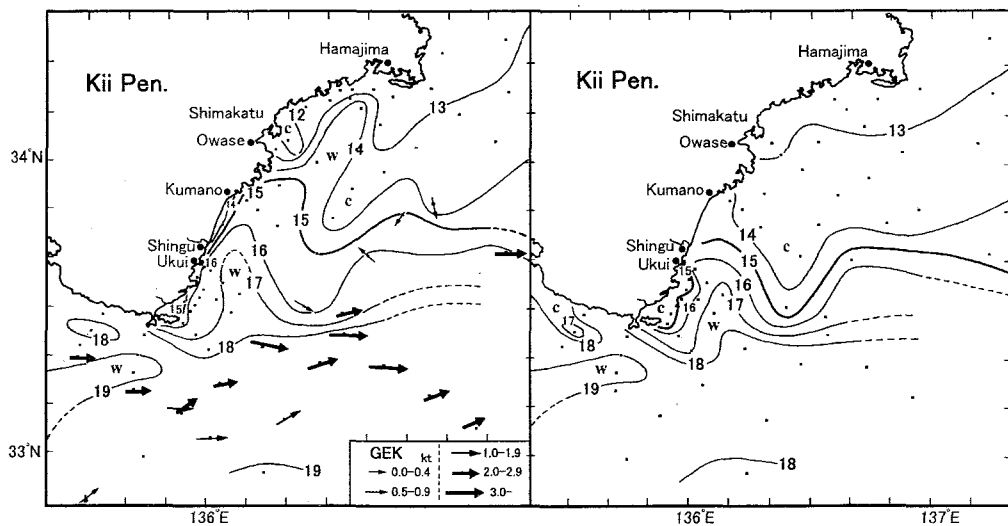 Kii Pen.
Hamajima
Shimakatu
Owase
Kumano
Shingu
Ukui
12
c
13
14
w
c
14
15
15
16
16
w
17
15
18
18
w
19
19
34°N
33°N
136°E
GEK kt
0.0-0.4
0.5-0.9
1.0-1.9
2.0-2.9
3.0-
Kii Pen.
Hamajima
Shimakatu
Owase
Kumano
Shingu
Ukui
13
14
c
15
15
16
16
17
w
c
c
17
18
18
w
19
18
136°E
137°E